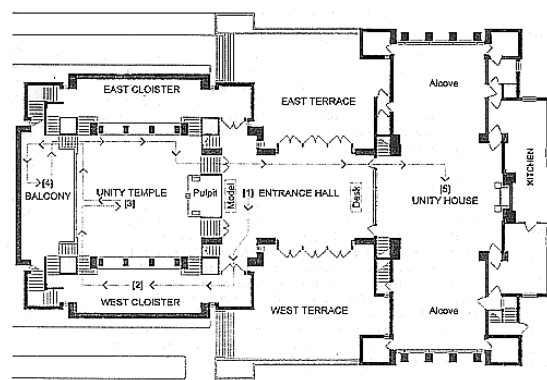 EAST CLOISTER
Alcove
EAST TERRACE
KITCHEN
[4]
BALCONY
UNITY TEMPLE
[3]
Pulpit
Model
[1]
ENTRANCE HALL
Desk
[5]
UNITY HOUSE
[2]
WEST CLOISTER
WEST TERRACE
Alcove